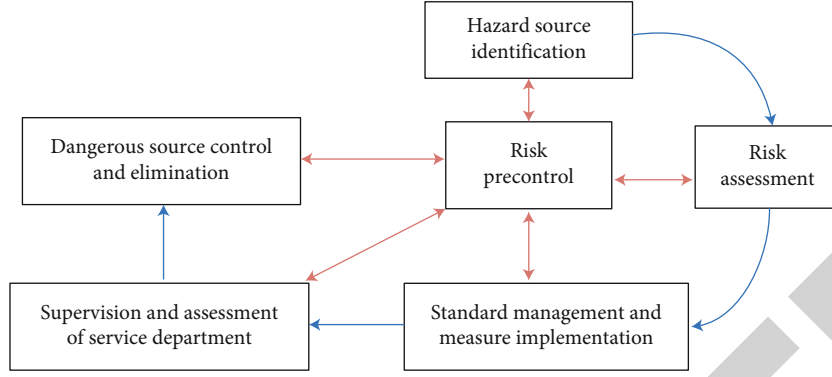 Hazard source
identification
Dangerous source control
and elimination
Risk
precontrol
Risk
assessment
Supervision and assessment
of service department
Standard management and
measure implementation